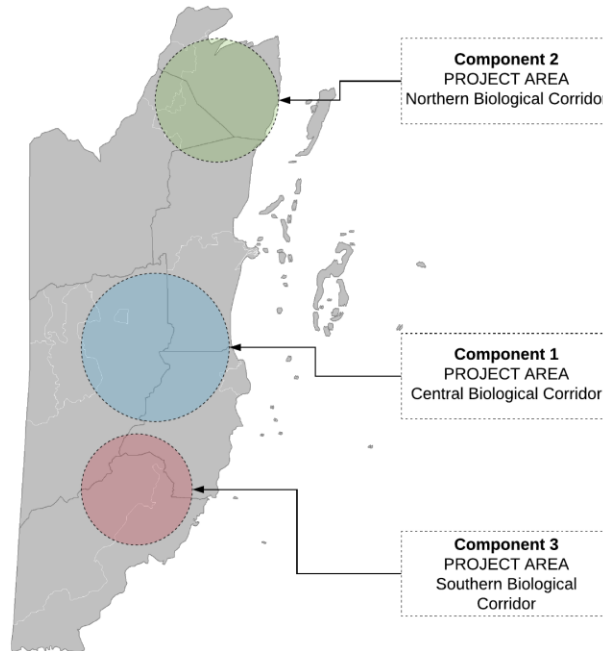 Component 2
PROJECT AREA
Northern Biological Corridor
Component 1
PROJECT AREA
Central Biological Corridor
Component 3
PROJECT AREA
Southern Biological
Corridor